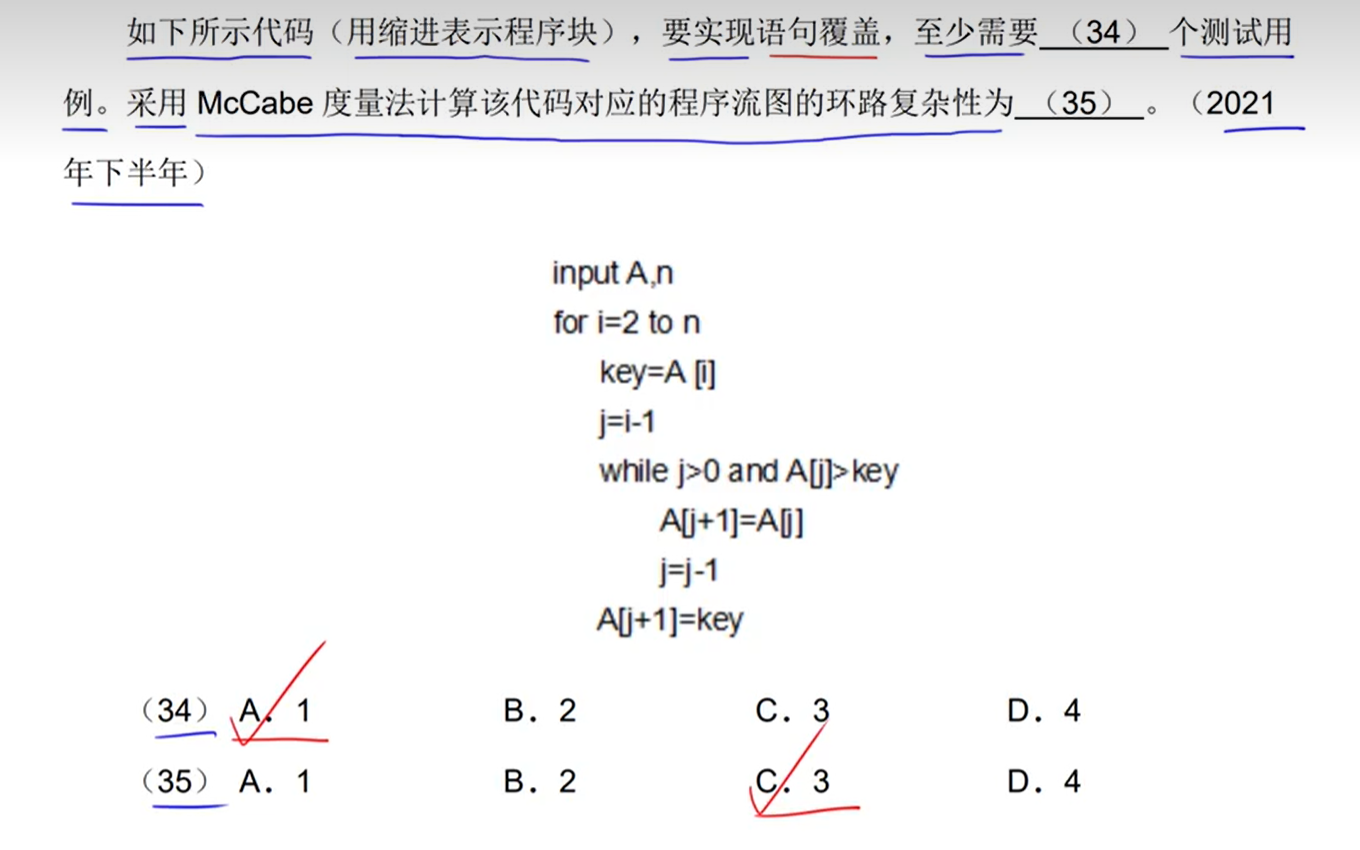 如下所示代码（用缩进表示程序块），要实现语句覆盖，至少需要（34）个测试用
例。采用 McCabe 度量法计算该代码对应的程序流图的环路复杂性为（35）。（2021
年下半年）
input A,n
for i=2 to n
key=A [i]
j=i-1
while j>0 and A[j]>key
A[j+1]=A[j]
j=j-1
A[j+1]=key
（34） A. 1 B. 2 C. 3 D. 4
（35） A. 1 B. 2 C. 3 D. 4